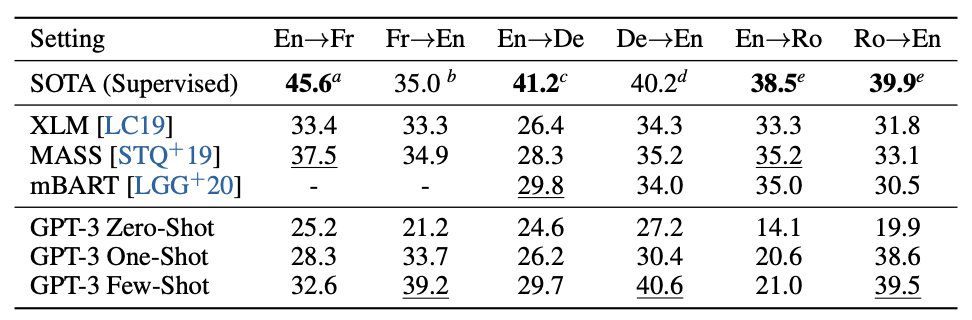 Setting En→Fr Fr→En En→De De→En En→Ro Ro→En
SOTA (Supervised) 45.6a 35.0 b 41.2c 40.2d 38.5e 39.9e
XLM [LC19] 33.4 33.3 26.4 34.3 33.3 31.8
MASS [STQ+19] 37.5 34.9 28.3 35.2 35.2 33.1
mBART [LGG+20] - - 29.8 34.0 35.0 30.5
GPT-3 Zero-Shot 25.2 21.2 24.6 27.2 14.1 19.9
GPT-3 One-Shot 28.3 33.7 26.2 30.4 20.6 38.6
GPT-3 Few-Shot 32.6 39.2 29.7 40.6 21.0 39.5